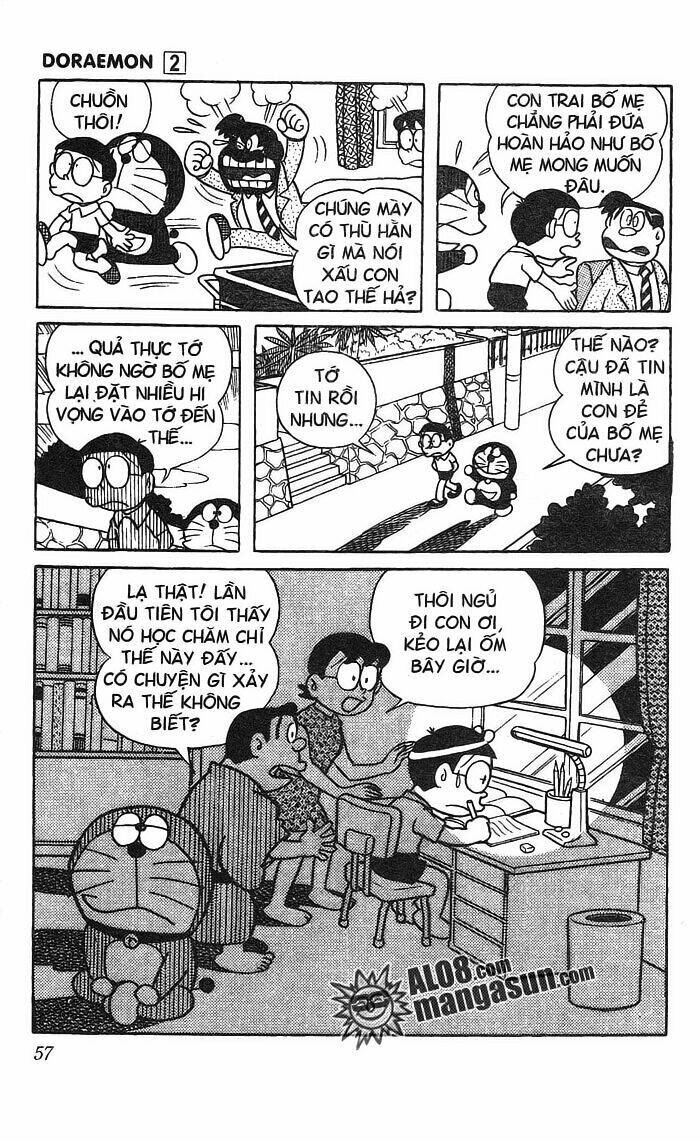 DORAEMON 2
CHUỒN
THÔI!
CHÚNG MÀY
CÓ THÙ HẰN
GÌ MÀ NÓI
XẤU CON
TAO THẾ HẢ?
CON TRAI BỐ MẸ
CHẲNG PHẢI ĐỨA
HOÀN HẢO NHƯ BỐ
MẸ MONG MUỐN
ĐÂU.
... QUẢ THỰC TỚ
KHÔNG NGỜ BỐ MẸ
LẠI ĐẶT NHIỀU HI
VỌNG VÀO TỚ ĐẾN
THẾ...
TỚ
TIN RỒI
NHƯNG...
THẾ NÀO?
CẬU ĐÃ TIN
MÌNH LÀ
CON ĐẺ
CỦA BỐ MẸ
CHƯA?
LẠ THẬT! LẦN
ĐẦU TIÊN TÔI THẤY
NÓ HỌC CHĂM CHỈ
THẾ NÀY ĐẤY...
CÓ CHUYỆN GÌ XẢY
RA THẾ KHÔNG
BIẾT?
THÔI NGỦ
ĐI CON ƠI,
KẺO LẠI ỐM
BÂY GIỜ...
ALO8.com
mangasun.com
57